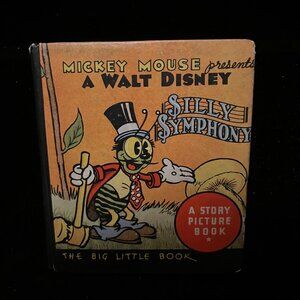 MICKEY MOUSE presents
A WALT DISNEY
SILLY
SYMPHONY
A STORY
PICTURE
BOOK
THE BIG LITTLE BOOK